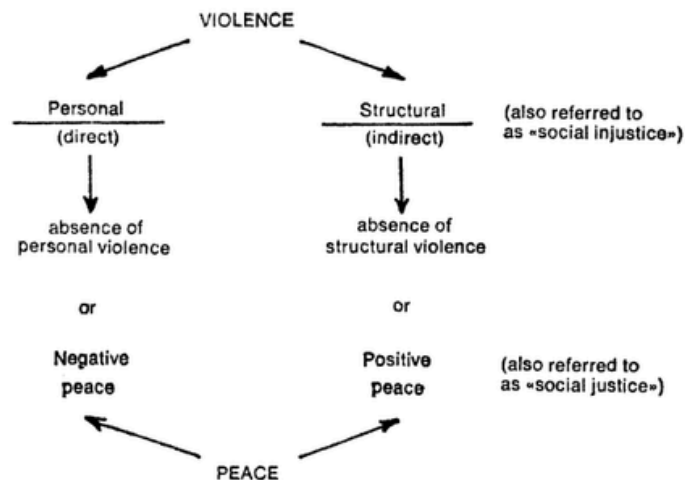 VIOLENCE
Personal
(direct)
Structural
(indirect)
(also referred to
as «social injustice»)
absence of
personal violence
absence of
structural violence
or
or
Negative
peace
Positive
peace
(also referred to
as «social justice»)
PEACE